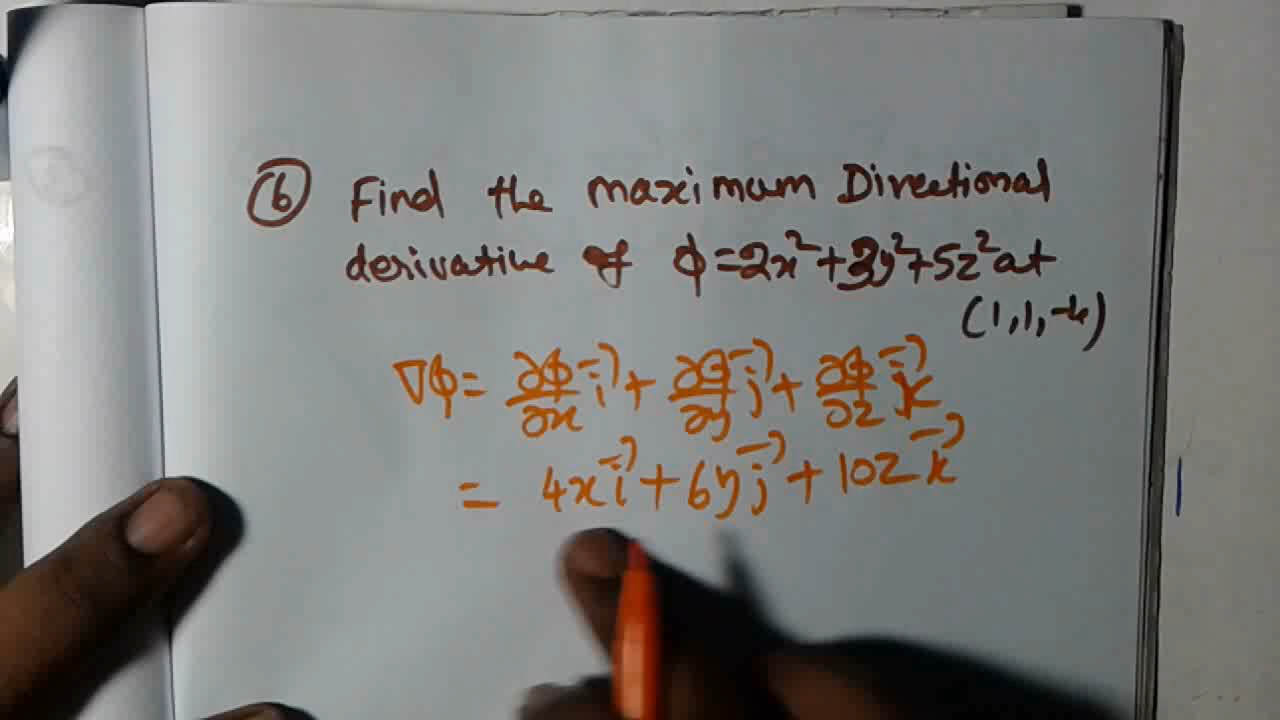 (6) Find the maximum Directional
derivative of ϕ=2x²+3y²+5z² at
(1,1,-4)
∇ϕ= ∂ϕ/∂x i⃗ + ∂ϕ/∂y j⃗ + ∂ϕ/∂z k⃗
= 4x i⃗ + 6y j⃗ + 10z k⃗